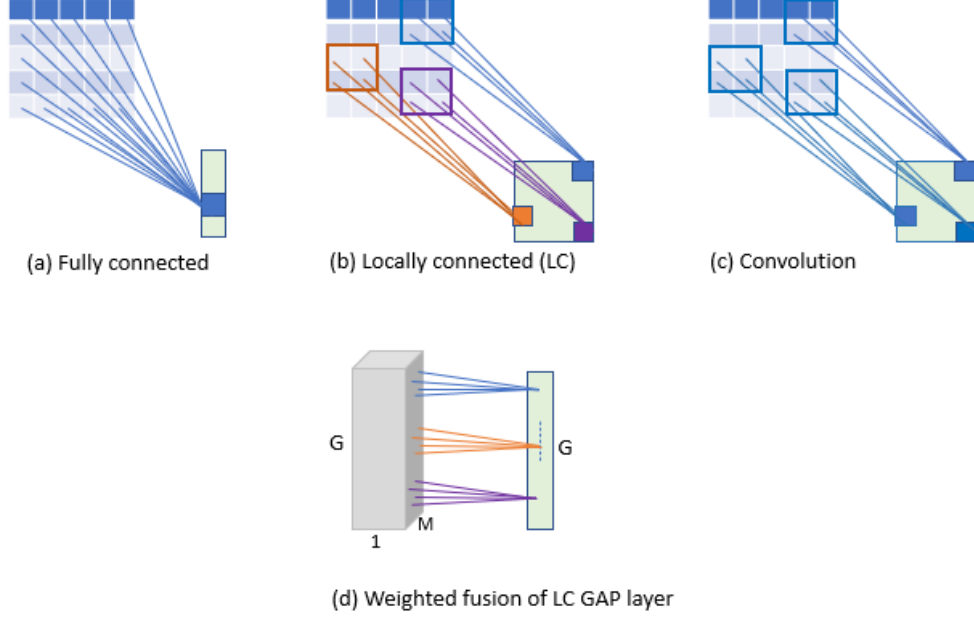 (a) Fully connected
(b) Locally connected (LC)
(c) Convolution
G
G
M
1
(d) Weighted fusion of LC GAP layer